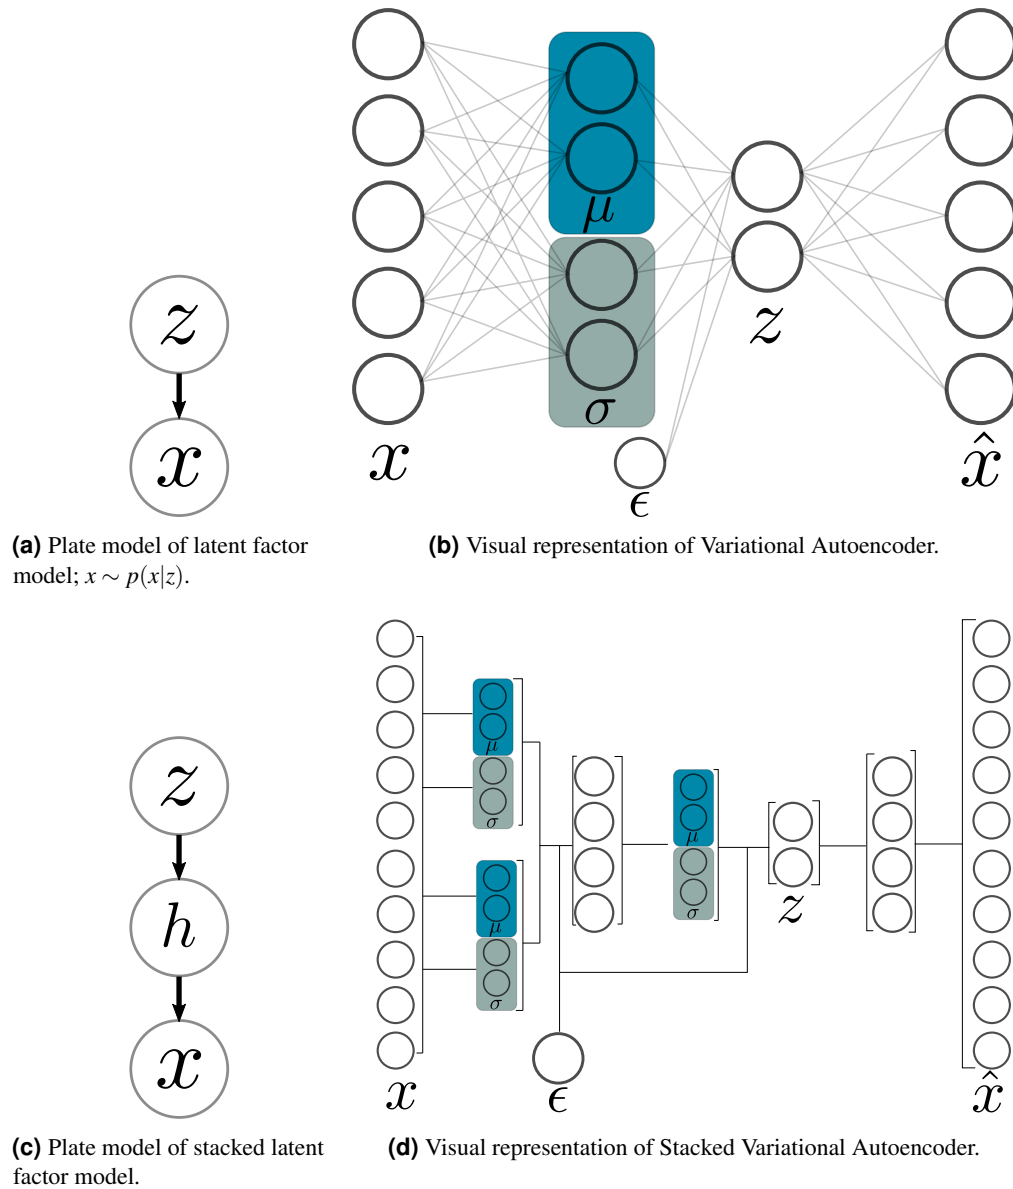 z
x
μ
σ
x
ϵ
z
x̂
(a) Plate model of latent factor
model; x ∼ p(x|z).
(b) Visual representation of Variational Autoencoder.
z
h
x
μ
σ
μ
σ
μ
σ
z
x
ϵ
x̂
(c) Plate model of stacked latent
factor model.
(d) Visual representation of Stacked Variational Autoencoder.